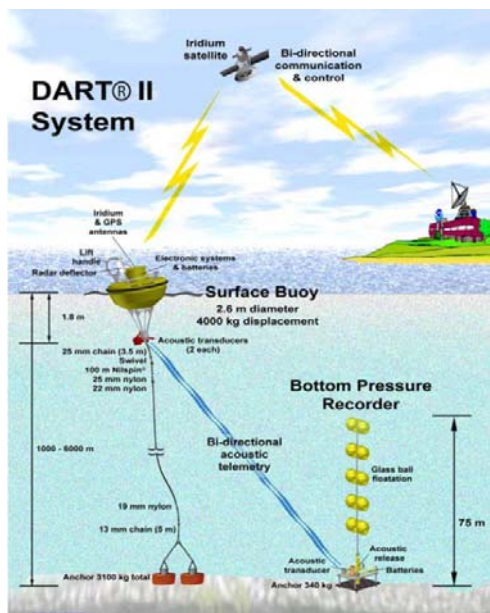 Iridium
satellite
Bi-directional
communication
& control
DART® II
System
Iridium
& GPS
antennas
Lift
handle
Radar deflector
Electronic systems
& batteries
Surface Buoy
2.6 m diameter
4000 kg displacement
1.8 m
Acoustic transducers
(2 each)
25 mm chain (3.5 m)
Swivel
100 m Nilspin®
25 mm nylon
22 mm nylon
Bottom Pressure
Recorder
1000 - 6000 m
Bi-directional
acoustic
telemetry
Glass ball
floatation
75 m
19 mm nylon
13 mm chain (5 m)
Acoustic
release
Acoustic
transducer
Batteries
Anchor 3100 kg total
Anchor 340 kg